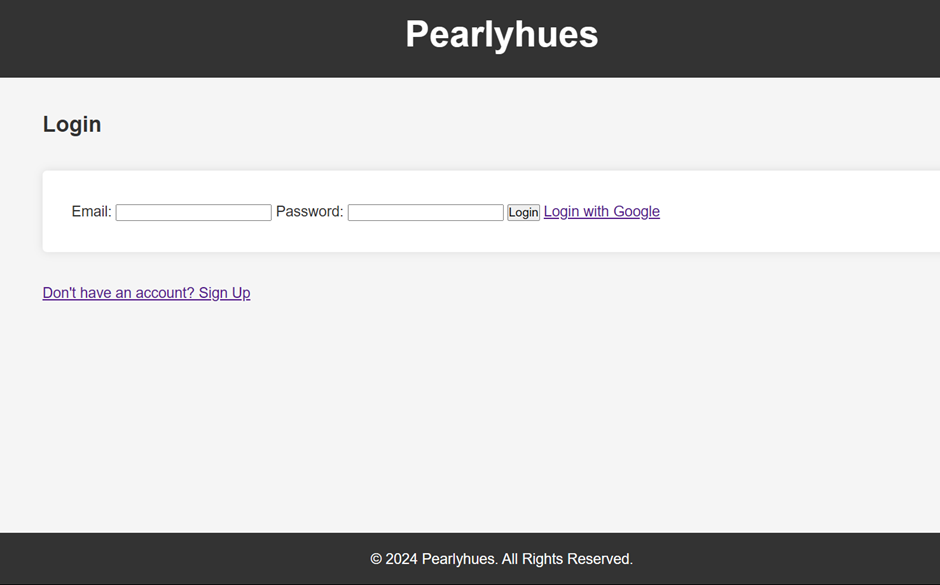 Pearlyhues
Login
Email: Password: Login Login with Google
Don't have an account? Sign Up
© 2024 Pearlyhues. All Rights Reserved.